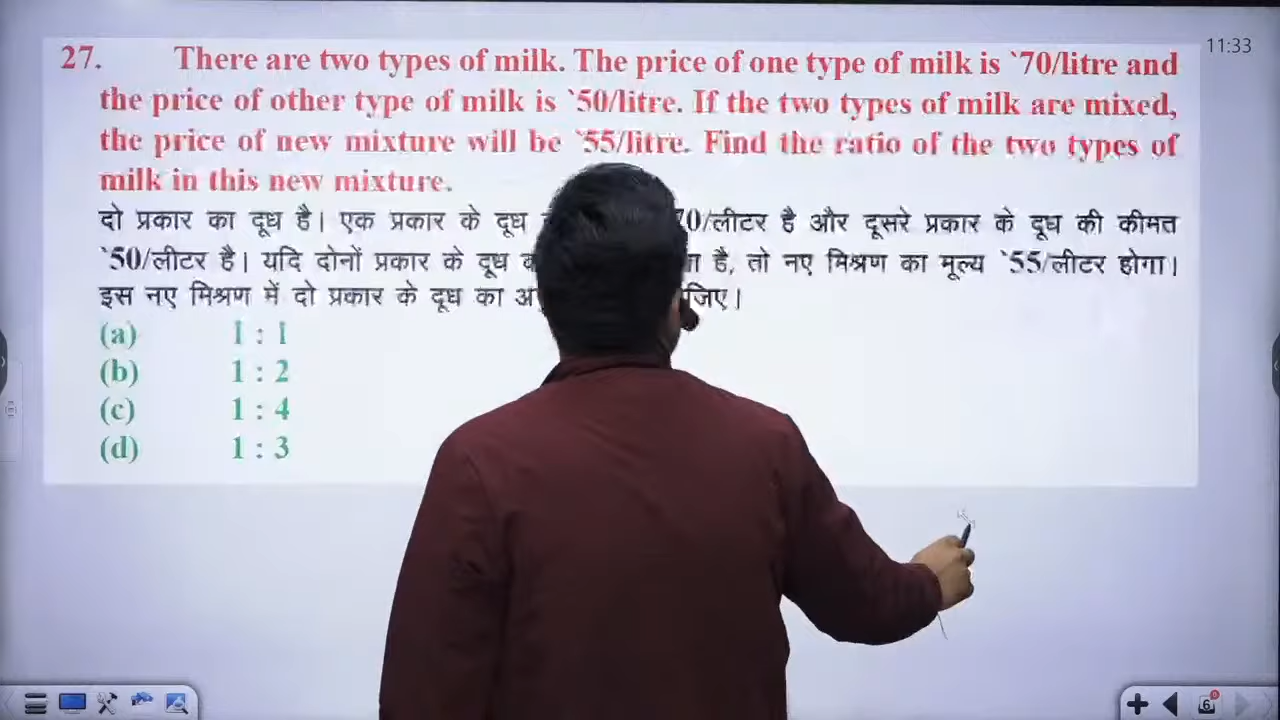 27. There are two types of milk. The price of one type of milk is `70/litre and
the price of other type of milk is `50/litre. If the two types of milk are mixed,
the price of new mixture will be `55/litre. Find the ratio of the two types of
milk in this new mixture.
दो प्रकार का दूध है। एक प्रकार के दूध 70/लीटर है और दूसरे प्रकार के दूध की कीमत
`50/लीटर है। यदि दोनों प्रकार के दूध है, तो नए मिश्रण का मूल्य `55/लीटर होगा।
इस नए मिश्रण में दो प्रकार के दूध का
(a) 1 : 1
(b) 1 : 2
(c) 1 : 4
(d) 1 : 3
11:33